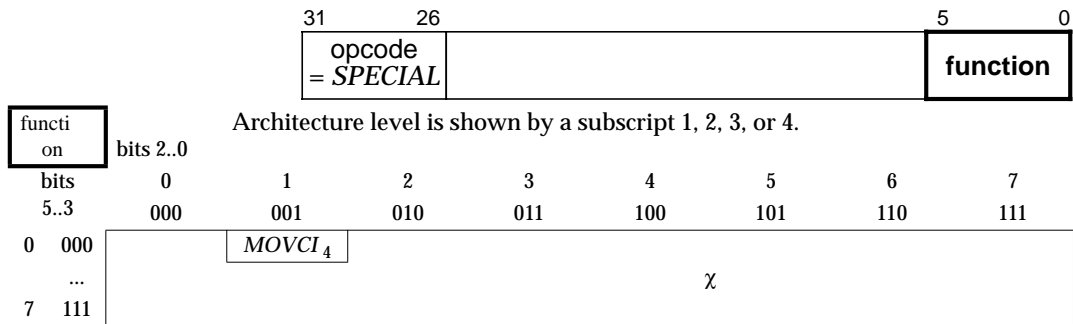 31 26 5 0
opcode
= SPECIAL
function
functi
on
Architecture level is shown by a subscript 1, 2, 3, or 4.
bits 2..0
bits 0 1 2 3 4 5 6 7
5..3 000 001 010 011 100 101 110 111
0 000 MOVCI 4
... χ
7 111